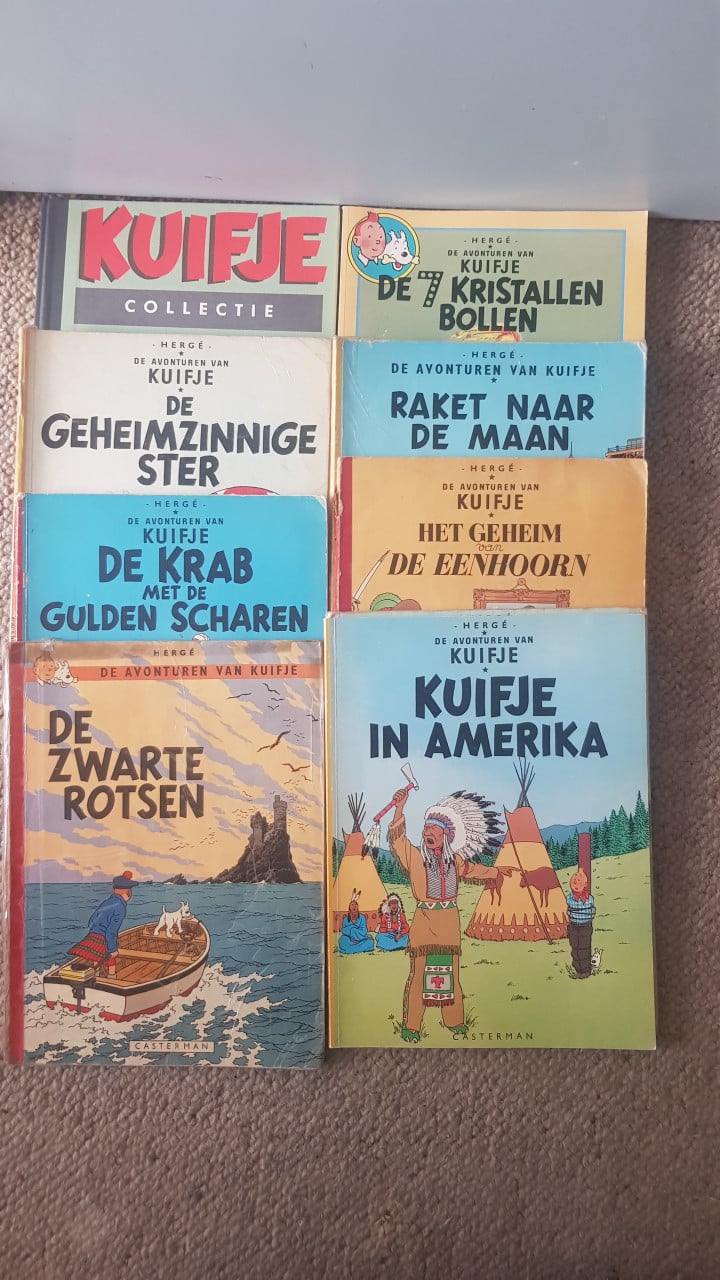 KUIFJE
COLLECTIE
- HERGÉ -
DE AVONTUREN VAN
KUIFJE
DE 7 KRISTALLEN
BOLLEN
- HERGÉ -
DE AVONTUREN VAN
KUIFJE
DE
GEHEIMZINNIGE
STER
- HERGÉ -
DE AVONTUREN VAN KUIFJE
RAKET NAAR
DE MAAN
- HERGÉ -
DE AVONTUREN VAN
KUIFJE
DE KRAB
MET DE
GULDEN SCHAREN
- HERGÉ -
DE AVONTUREN VAN
KUIFJE
HET GEHEIM
van
DE EENHOORN
HERGÉ
DE AVONTUREN VAN KUIFJE
DE
ZWARTE
ROTSEN
CASTERMAN
- HERGÉ -
DE AVONTUREN VAN
KUIFJE
KUIFJE
IN AMERIKA
CASTERMAN